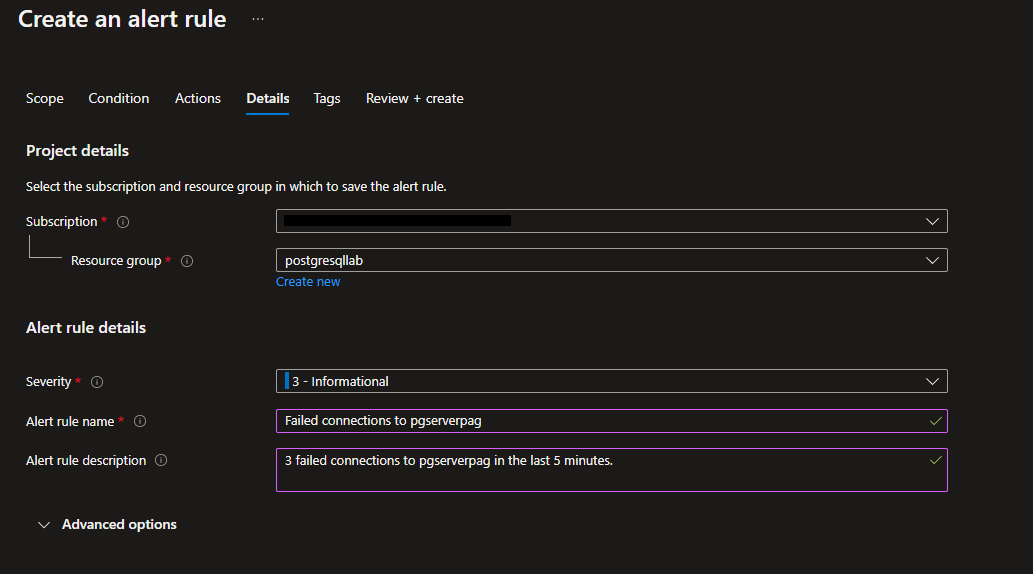 Create an alert rule ...
Scope Condition Actions Details Tags Review + create
Project details
Select the subscription and resource group in which to save the alert rule.
Subscription *
Resource group *
postgresqllab
Create new
Alert rule details
Severity *
3 - Informational
Alert rule name *
Failed connections to pgserverpag
Alert rule description
3 failed connections to pgserverpag in the last 5 minutes.
Advanced options